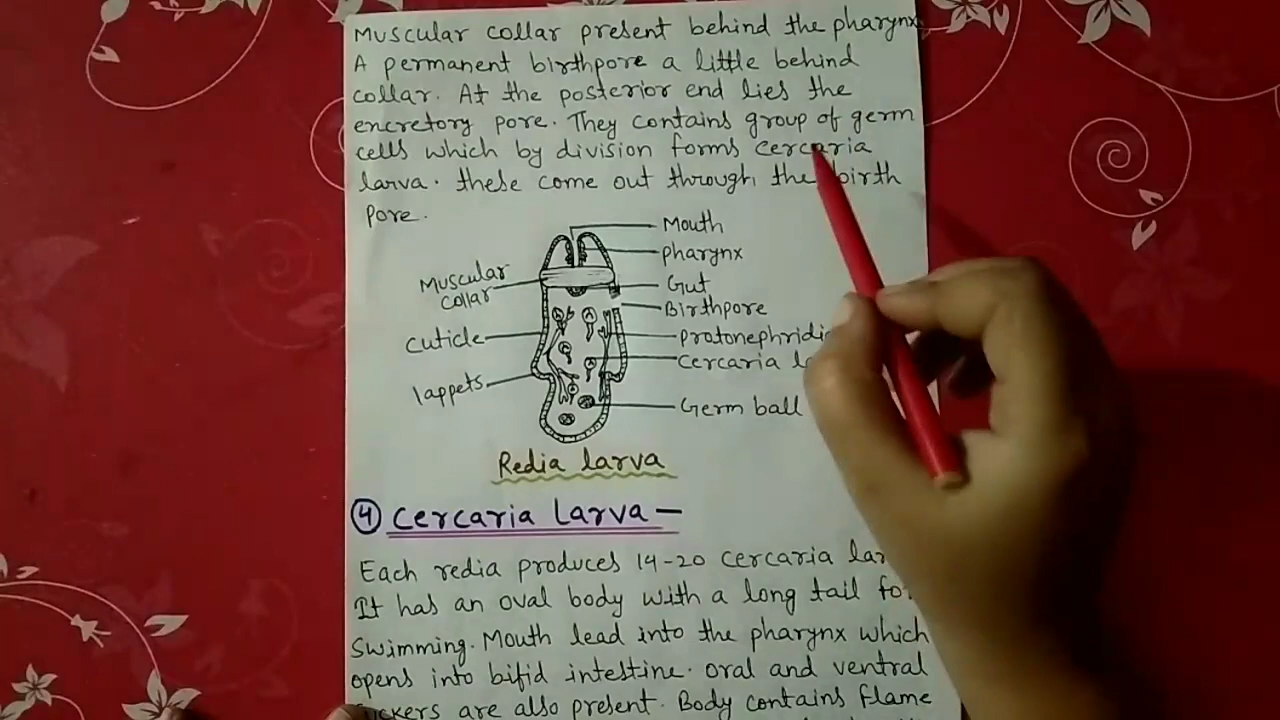 Muscular collar present behind the pharynx
A permanent birthpore a little behind
collar. At the posterior end lies the
encretory pore. They contains group of germ
cells which by division forms cercaria
larva. these come out through the birth
pore.
Mouth
pharynx
Muscular
collar
Gut
Birthpore
cuticle
cercaria
lappets
Germ ball
Redia larva
4 cercaria larva –
Each redia produces 14-20 cercaria
It has an oval body with a long tail for
swimming. Mouth lead into the pharynx which
opens into bifid intestine. oral and ventral
are also present. Body contains flame